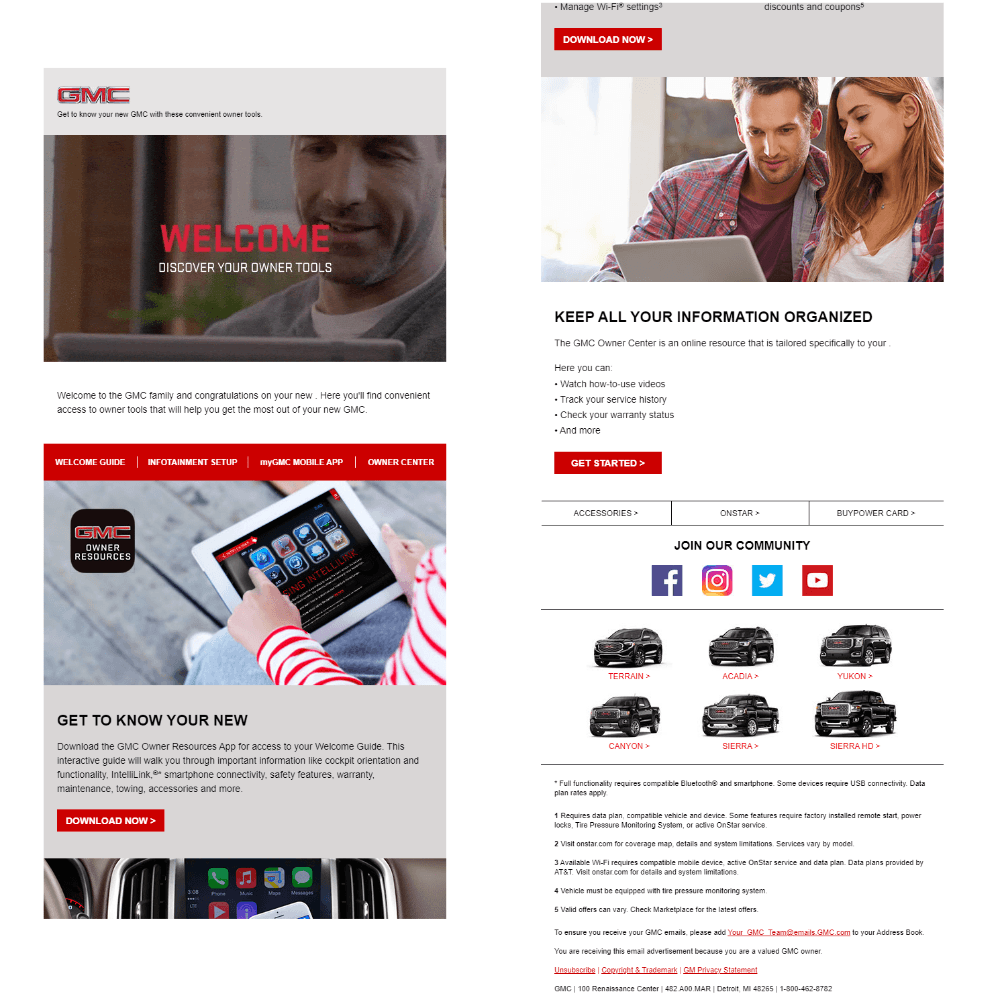 GMC
Get to know your new GMC with these convenient owner tools.
WELCOME
DISCOVER YOUR OWNER TOOLS
Welcome to the GMC family and congratulations on your new . Here you'll find convenient
access to owner tools that will help you get the most out of your new GMC.
WELCOME GUIDE | INFOTAINMENT SETUP | myGMC MOBILE APP | OWNER CENTER
GMC
OWNER
RESOURCES
GET TO KNOW YOUR NEW
Download the GMC Owner Resources App for access to your Welcome Guide. This
interactive guide will walk you through important information like cockpit orientation and
functionality, IntelliLink,®* smartphone connectivity, safety features, warranty,
maintenance, towing, accessories and more.
DOWNLOAD NOW >
Phone Music Maps Messages
3:08
LTE
• Manage Wi-Fi® settings³ discounts and coupons⁵
DOWNLOAD NOW >
KEEP ALL YOUR INFORMATION ORGANIZED
The GMC Owner Center is an online resource that is tailored specifically to your .
Here you can:
• Watch how-to-use videos
• Track your service history
• Check your warranty status
• And more
GET STARTED >
ACCESSORIES > ONSTAR > BUYPOWER CARD >
JOIN OUR COMMUNITY
TERRAIN > ACADIA > YUKON >
CANYON > SIERRA > SIERRA HD >
* Full functionality requires compatible Bluetooth® and smartphone. Some devices require USB connectivity. Data
plan rates apply.
1 Requires data plan, compatible vehicle and device. Some features require factory installed remote start, power
locks, Tire Pressure Monitoring System, or active OnStar service.
2 Visit onstar.com for coverage map, details and system limitations. Services vary by model.
3 Available Wi-Fi requires compatible mobile device, active OnStar service and data plan. Data plans provided by
AT&T. Visit onstar.com for details and system limitations.
4 Vehicle must be equipped with tire pressure monitoring system
5 Valid offers can vary. Check Marketplace for the latest offers.
To ensure you receive your GMC emails, please add Your_GMC_Team@emails.GMC.com to your Address Book.
You are receiving this email advertisement because you are a valued GMC owner.
Unsubscribe | Copyright & Trademark | GM Privacy Statement
GMC | 100 Renaissance Center | 482.A00.MAR | Detroit, MI 48265 | 1-800-462-8782